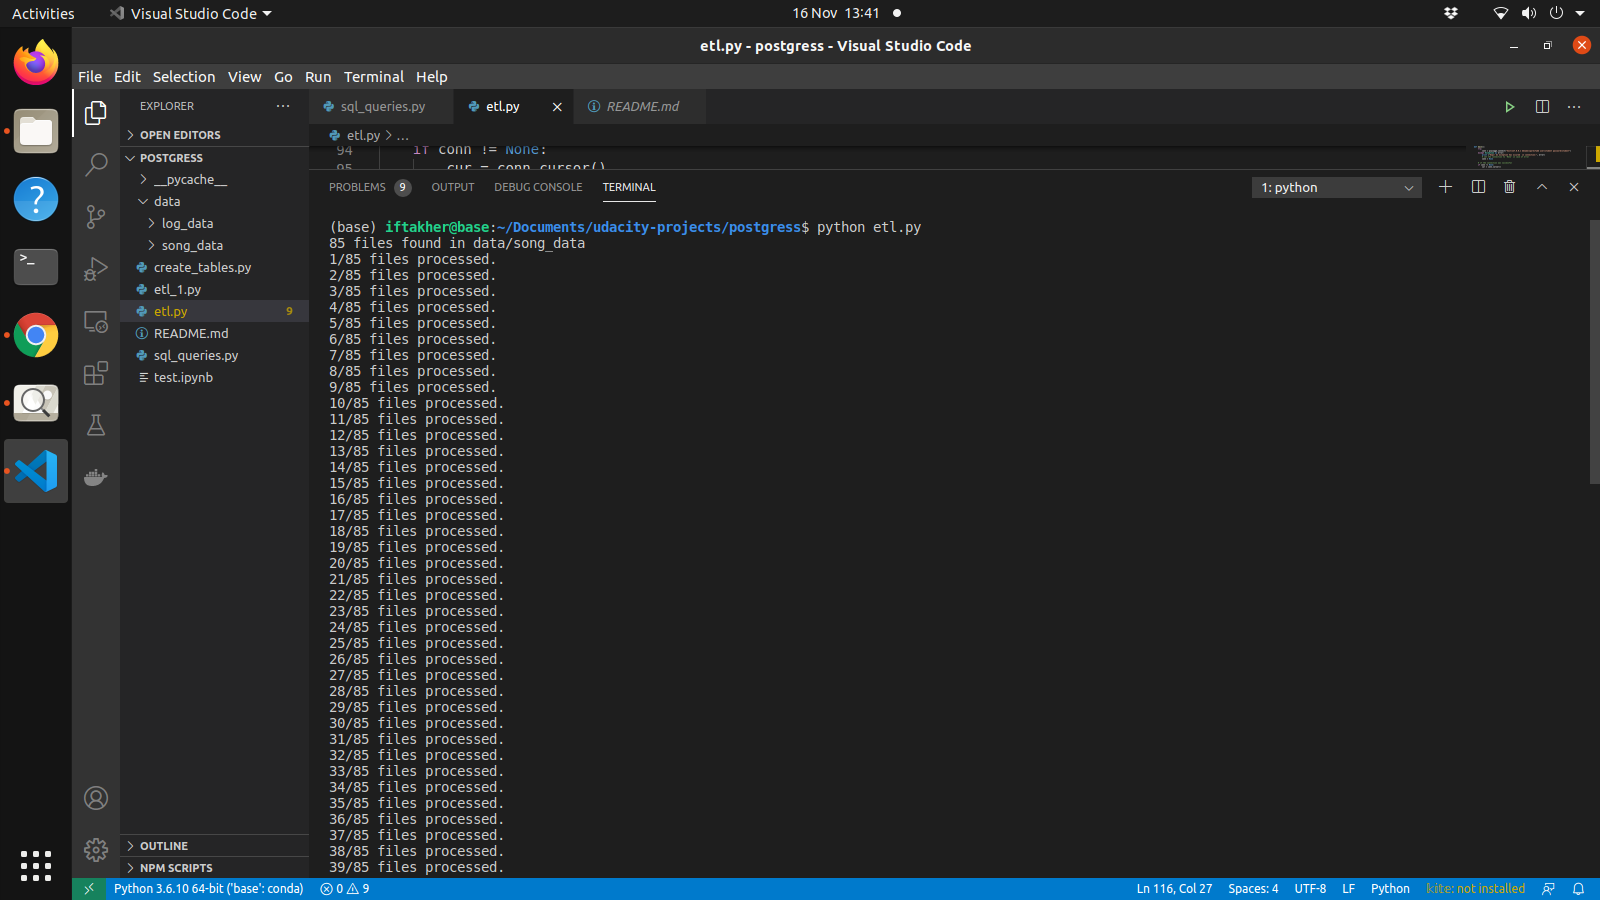 Activities
Visual Studio Code
16 Nov 13:41
etl.py - postgress - Visual Studio Code
File Edit Selection View Go Run Terminal Help
EXPLORER
OPEN EDITORS
POSTGRESS
__pycache__
data
log_data
song_data
create_tables.py
etl_1.py
etl.py 9
README.md
sql_queries.py
test.ipynb
OUTLINE
NPM SCRIPTS
sql_queries.py
etl.py
README.md
etl.py > ...
94 if conn != None:
95 cur = conn.cursor()
PROBLEMS 9 OUTPUT DEBUG CONSOLE TERMINAL
1: python
(base) iftakher@base:~/Documents/udacity-projects/postgress$ python etl.py
85 files found in data/song_data
1/85 files processed.
2/85 files processed.
3/85 files processed.
4/85 files processed.
5/85 files processed.
6/85 files processed.
7/85 files processed.
8/85 files processed.
9/85 files processed.
10/85 files processed.
11/85 files processed.
12/85 files processed.
13/85 files processed.
14/85 files processed.
15/85 files processed.
16/85 files processed.
17/85 files processed.
18/85 files processed.
19/85 files processed.
20/85 files processed.
21/85 files processed.
22/85 files processed.
23/85 files processed.
24/85 files processed.
25/85 files processed.
26/85 files processed.
27/85 files processed.
28/85 files processed.
29/85 files processed.
30/85 files processed.
31/85 files processed.
32/85 files processed.
33/85 files processed.
34/85 files processed.
35/85 files processed.
36/85 files processed.
37/85 files processed.
38/85 files processed.
39/85 files processed.
Python 3.6.10 64-bit ('base': conda) 0 9
Ln 116, Col 27 Spaces: 4 UTF-8 LF Python kite: not installed